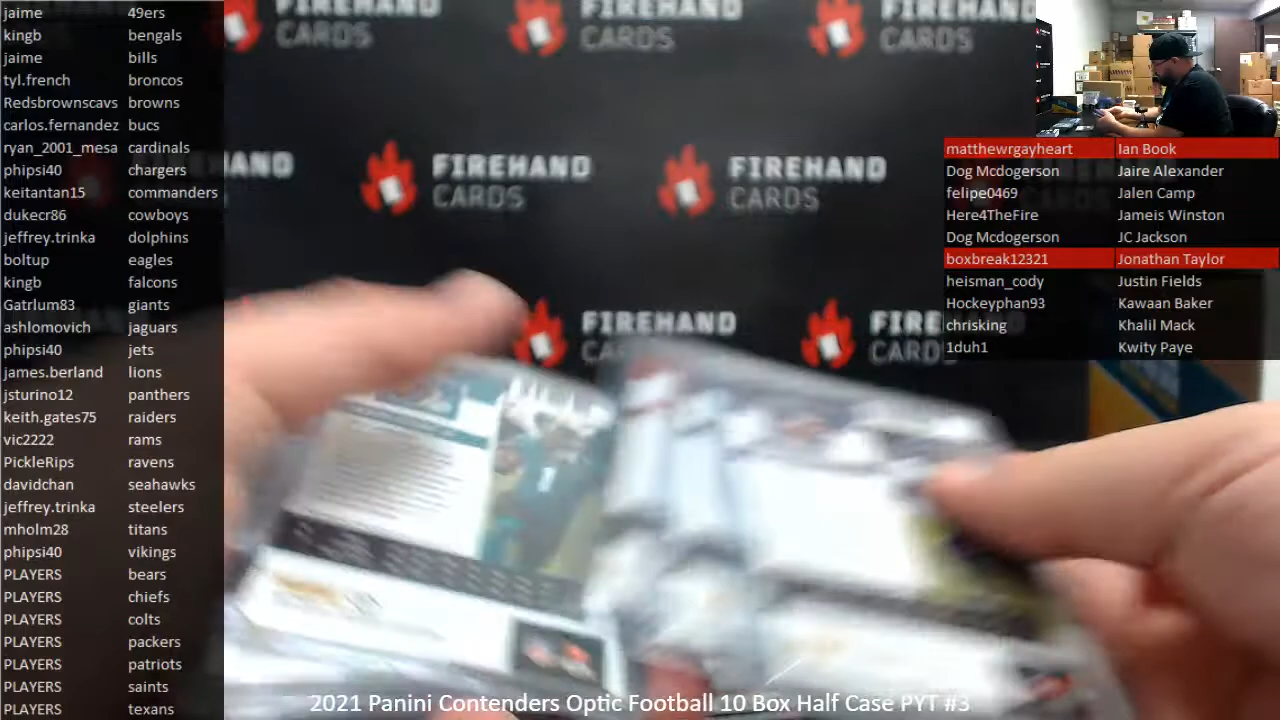 jaime 49ers
kingb bengals
jaime bills
tyl.french broncos
Redsbrownscavs browns
carlos.fernandez bucs
ryan_2001_mesa cardinals
phipsi40 chargers
keitantan15 commanders
dukecr86 cowboys
jeffrey.trinka dolphins
boltup eagles
kingb falcons
Gatrlum83 giants
ashlomovich jaguars
phipsi40 jets
james.berland lions
jsturino12 panthers
keith.gates75 raiders
vic2222 rams
PickleRips ravens
davidchan seahawks
jeffrey.trinka steelers
mholm28 titans
phipsi40 vikings
PLAYERS bears
PLAYERS chiefs
PLAYERS colts
PLAYERS packers
PLAYERS patriots
PLAYERS saints
PLAYERS texans
FIREHAND
CARDS
FIREHAND
CARDS
FIREHAND
CARDS
HAND
FIREHAND
CARDS
FIREHAND
CARDS
FIREHAND
CA
FIRE
CARD
1
matthewrgayheart Ian Book
Dog Mcdogerson Jaire Alexander
felipe0469 Jalen Camp
Here4TheFire Jameis Winston
Dog Mcdogerson JC Jackson
boxbreak12321 Jonathan Taylor
heisman_cody Justin Fields
Hockeyphan93 Kawaan Baker
chrisking Khalil Mack
1duh1 Kwity Paye
2021 Panini Contenders Optic Football 10 Box Half Case PYT #3